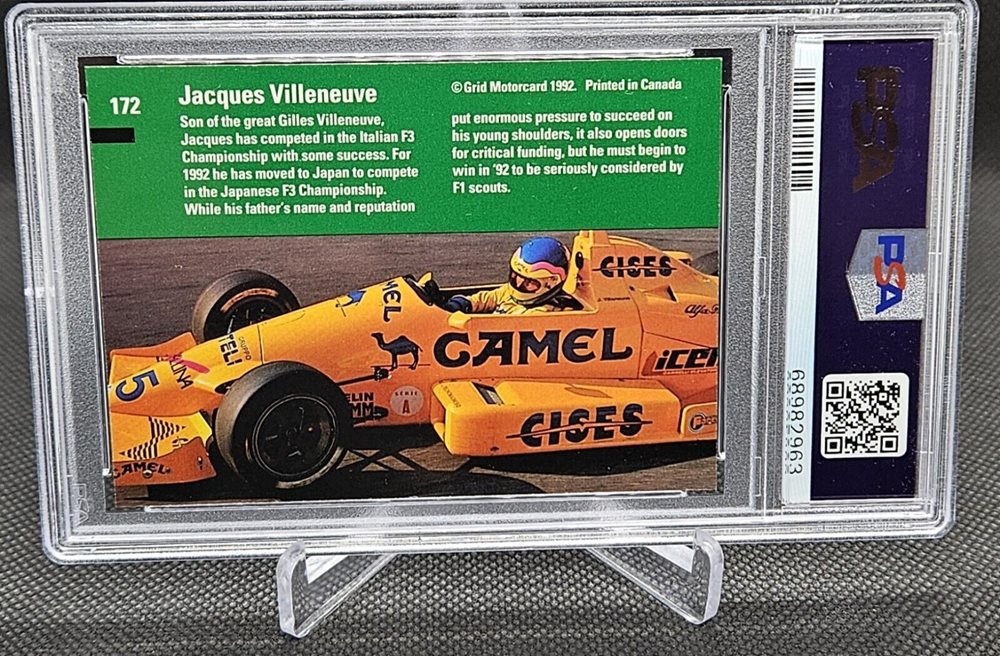 172
Jacques Villeneuve
Son of the great Gilles Villeneuve,
Jacques has competed in the Italian F3
Championship with some success. For
1992 he has moved to Japan to compete
in the Japanese F3 Championship.
While his father's name and reputation
© Grid Motorcard 1992. Printed in Canada
put enormous pressure to succeed on
his young shoulders, it also opens doors
for critical funding, but he must begin to
win in '92 to be seriously considered by
F1 scouts.
CISES
MEL
CAMEL
TELI
GRUPPO
5
SERIE
A
CISES
CAMEL
PSA
PSA
68982963